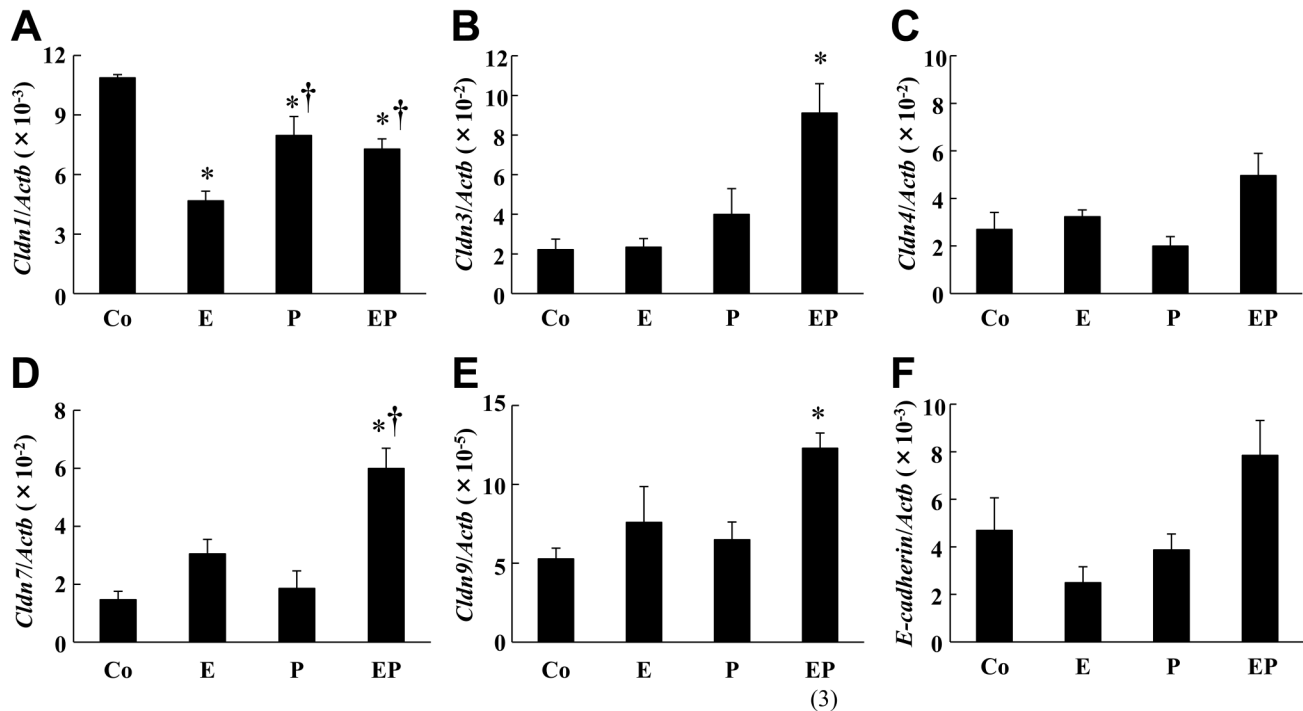 A
Cldn1/Actb (× 10-3)
12
9
6
3
0
*
*†
*†
Co E P EP
B
Cldn3/Actb (× 10-2)
12
10
8
6
4
2
0
*
Co E P EP
C
Cldn4/Actb (× 10-2)
10
8
6
4
2
0
Co E P EP
D
Cldn7/Actb (× 10-2)
8
6
4
2
0
*†
Co E P EP
E
Cldn9/Actb (× 10-5)
15
10
5
0
*
Co E P EP
(3)
F
E-cadherin/Actb (× 10-3)
10
8
6
4
2
0
Co E P EP